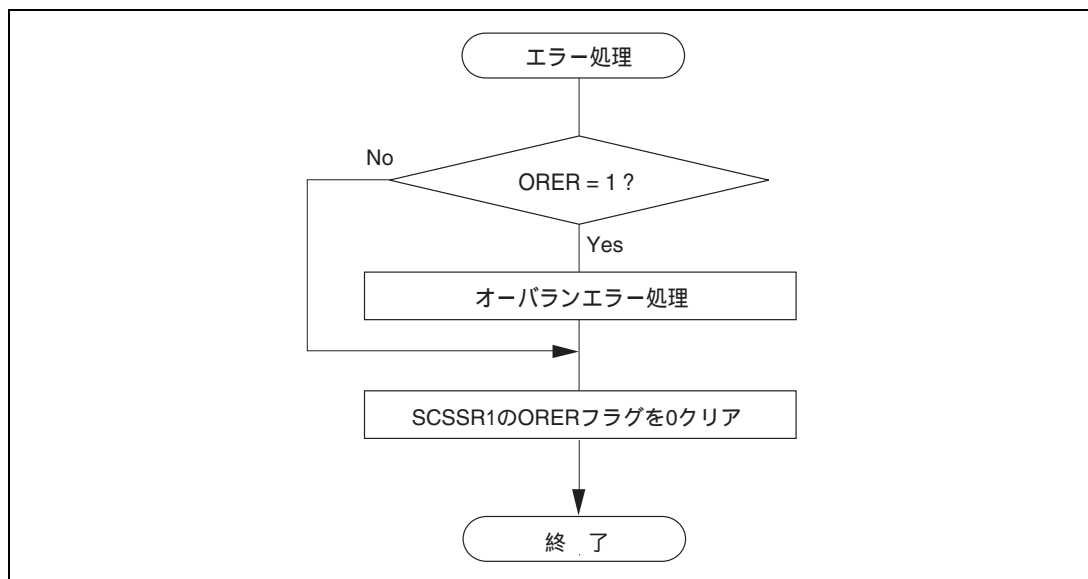 エラー処理
No
ORER = 1 ?
Yes
オーバランエラー処理
SCSSR1のORERフラグを0クリア
終 了